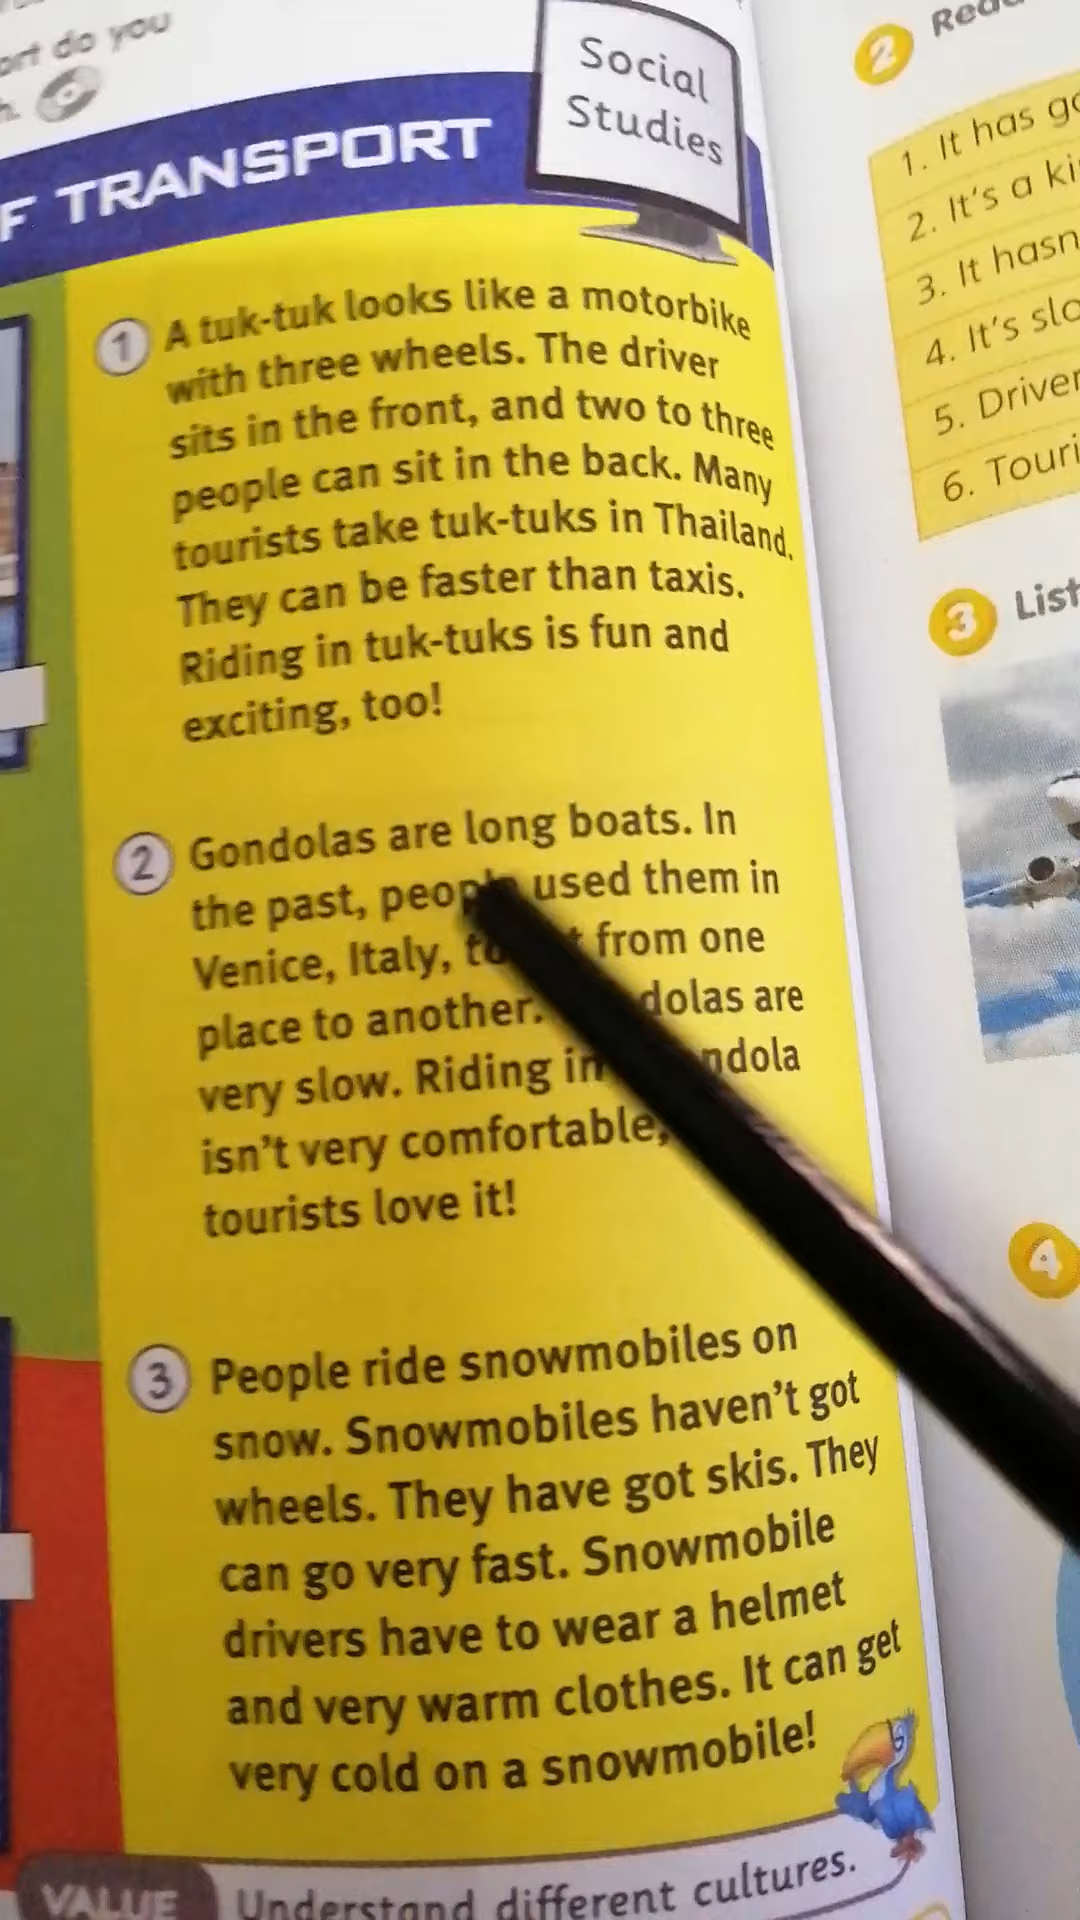 ort do you
h.
F TRANSPORT
Social
Studies
1 A tuk-tuk looks like a motorbike
with three wheels. The driver
sits in the front, and two to three
people can sit in the back. Many
tourists take tuk-tuks in Thailand.
They can be faster than taxis.
Riding in tuk-tuks is fun and
exciting, too!
2 Gondolas are long boats. In
the past, used them in
Venice, Italy, from one
place to another. dolas are
very slow. Riding in ndola
isn't very comfortable,
tourists love it!
3 People ride snowmobiles on
snow. Snowmobiles haven't got
wheels. They have got skis. They
can go very fast. Snowmobile
drivers have to wear a helmet
and very warm clothes. It can get
very cold on a snowmobile!
VALUE Understand different cultures.
2
1. It has
2. It's a
3. It hasn
4. It's slo
5. Driver
6. Touri
3 List
4